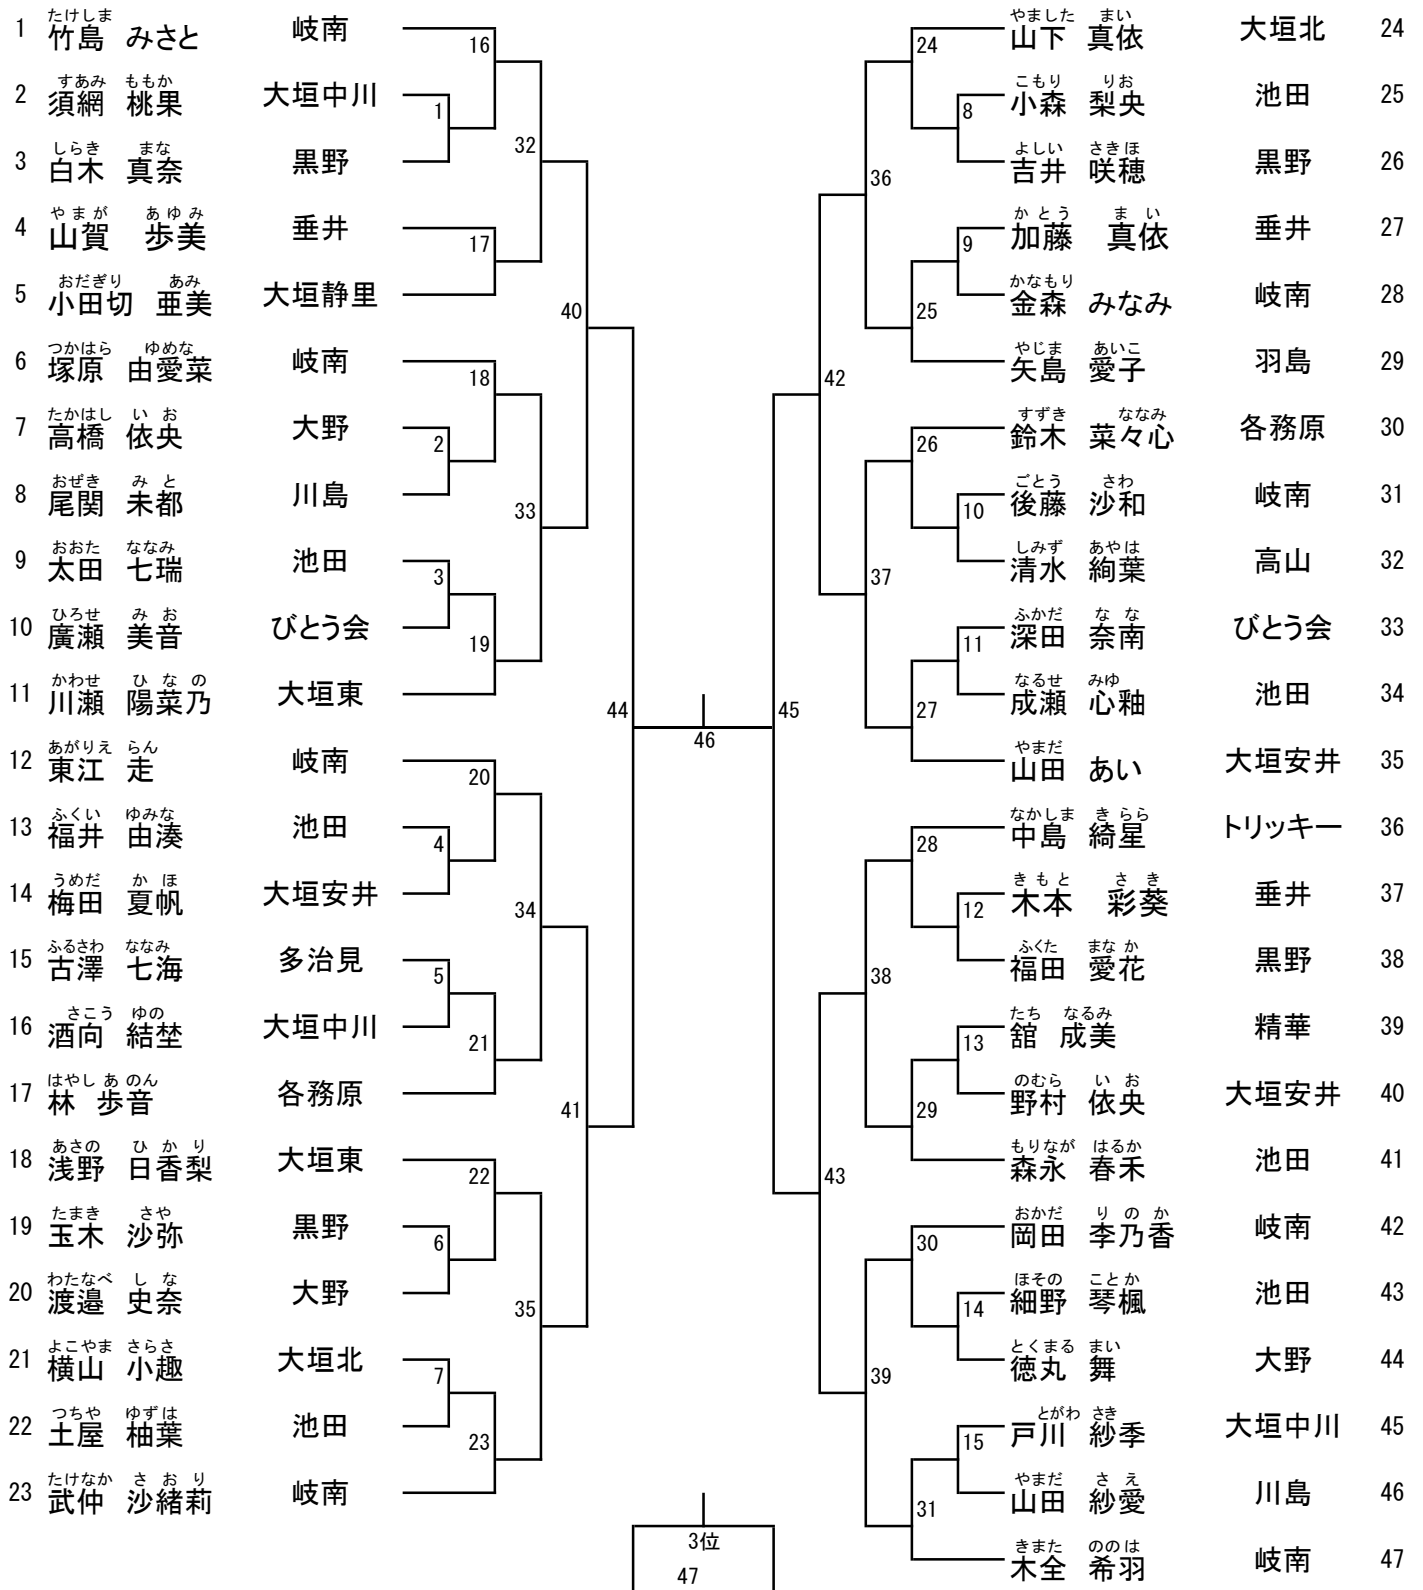 たけしま
1 竹島 みさと 岐南
すあみ ももか
2 須網 桃果 大垣中川
しらき まな
3 白木 真奈 黒野
やまが あゆみ
4 山賀 歩美 垂井
おだぎり あみ
5 小田切 亜美 大垣静里
つかはら ゆめな
6 塚原 由愛菜 岐南
たかはし いお
7 高橋 依央 大野
おぜき みと
8 尾関 未都 川島
おおた ななみ
9 太田 七瑞 池田
ひろせ みお
10 廣瀬 美音 びとう会
かわせ ひなの
11 川瀬 陽菜乃 大垣東
あがりえ らん
12 東江 走 岐南
ふくい ゆみな
13 福井 由湊 池田
うめだ かほ
14 梅田 夏帆 大垣安井
ふるさわ ななみ
15 古澤 七海 多治見
さこう ゆの
16 酒向 結埜 大垣中川
はやし あのん
17 林 歩音 各務原
あさの ひかり
18 浅野 日香梨 大垣東
たまき さや
19 玉木 沙弥 黒野
わたなべ しな
20 渡邉 史奈 大野
よこやま さらさ
21 横山 小趣 大垣北
つちや ゆずは
22 土屋 柚葉 池田
たけなか さおり
23 武仲 沙緒莉 岐南
16
1
32
17
40
18
2
33
3
19
44
20
4
34
5
21
41
22
6
35
7
23
46
3位
47
45
24
8
36
9
25
42
26
10
37
11
27
28
12
38
13
29
43
30
14
39
15
31
やました まい
山下 真依 大垣北 24
こもり りお
小森 梨央 池田 25
よしい さきほ
吉井 咲穂 黒野 26
かとう まい
加藤 真依 垂井 27
かなもり
金森 みなみ 岐南 28
やじま あいこ
矢島 愛子 羽島 29
すずき ななみ
鈴木 菜々心 各務原 30
ごとう さわ
後藤 沙和 岐南 31
しみず あやは
清水 絢葉 高山 32
ふかだ なな
深田 奈南 びとう会 33
なるせ みゆ
成瀬 心釉 池田 34
やまだ
山田 あい 大垣安井 35
なかしま きらら
中島 綺星 トリッキー 36
きもと さき
木本 彩葵 垂井 37
ふくた まなか
福田 愛花 黒野 38
たち なるみ
舘 成美 精華 39
のむら いお
野村 依央 大垣安井 40
もりなが はるか
森永 春禾 池田 41
おかだ りのか
岡田 李乃香 岐南 42
ほその ことか
細野 琴楓 池田 43
とくまる まい
徳丸 舞 大野 44
とがわ さき
戸川 紗季 大垣中川 45
やまだ さえ
山田 紗愛 川島 46
きまた ののは
木全 希羽 岐南 47